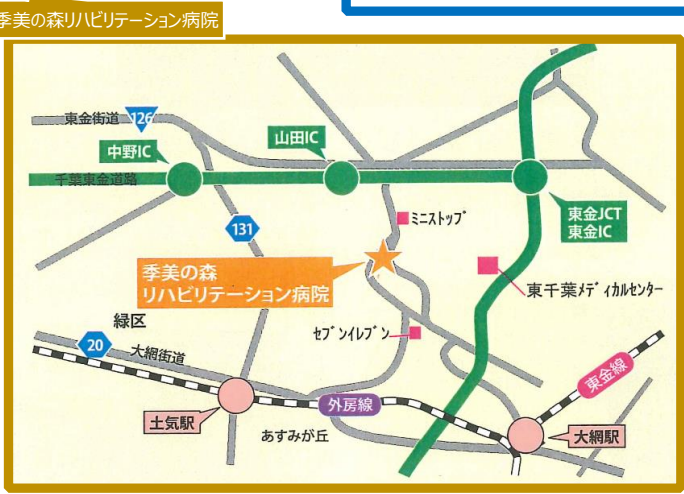 季美の森リハビリテーション病院
東金街道
126
中野IC
山田IC
千葉東金道路
ミニストップ
東金JCT
東金IC
131
季美の森
リハビリテーション病院
東千葉メディカルセンター
緑区
セブンイレブン
20
大網街道
東金線
外房線
土気駅
あすみが丘
大網駅